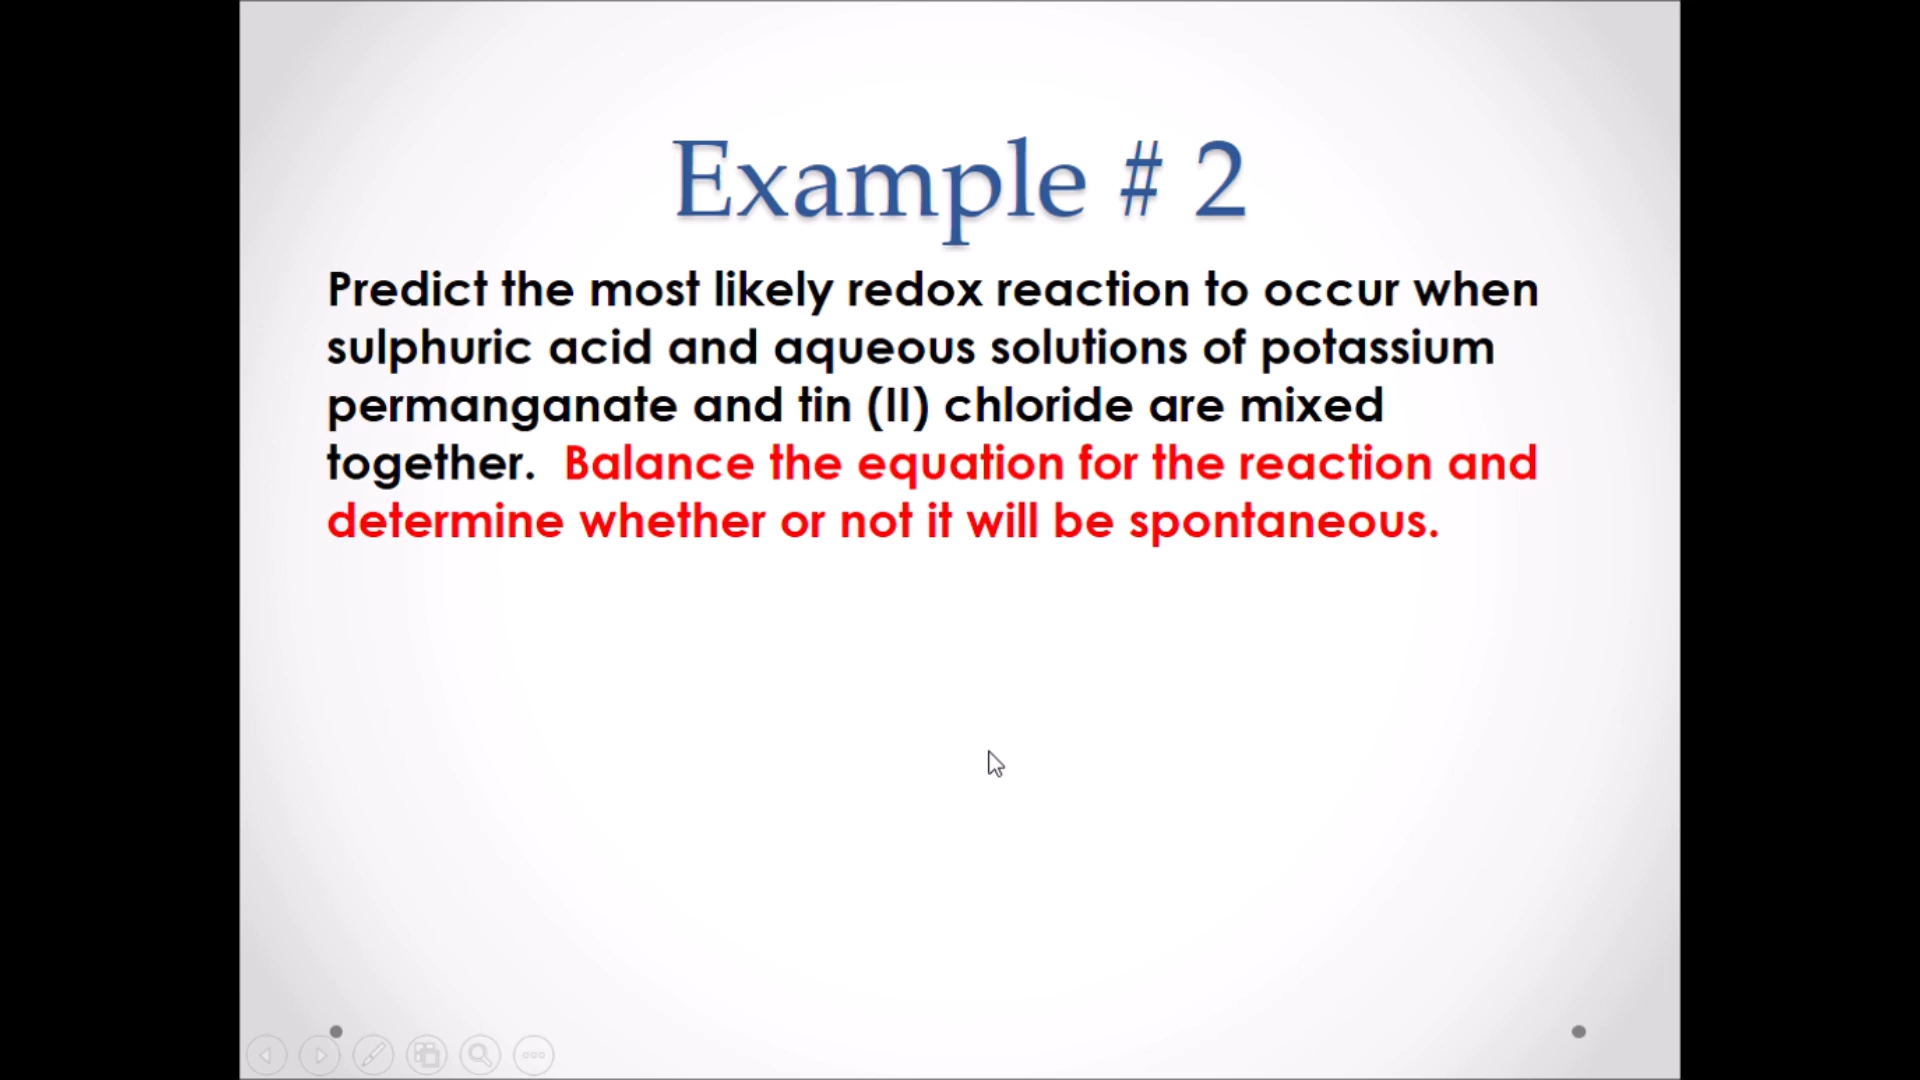 Example # 2
Predict the most likely redox reaction to occur when
sulphuric acid and aqueous solutions of potassium
permanganate and tin (II) chloride are mixed
together. Balance the equation for the reaction and
determine whether or not it will be spontaneous.